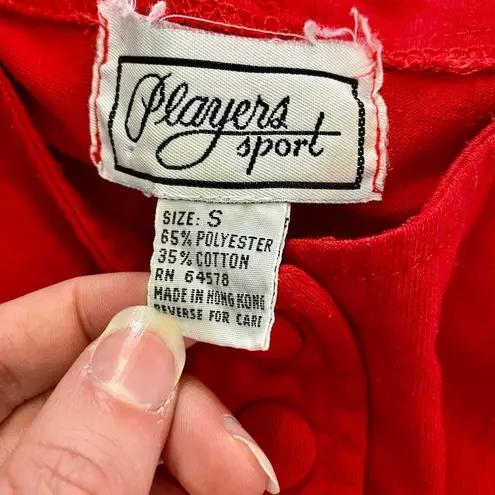 Players
sport
SIZE: S
65% POLYESTER
35% COTTON
RN 64578
MADE IN HONG KONG
REVERSE FOR CARE